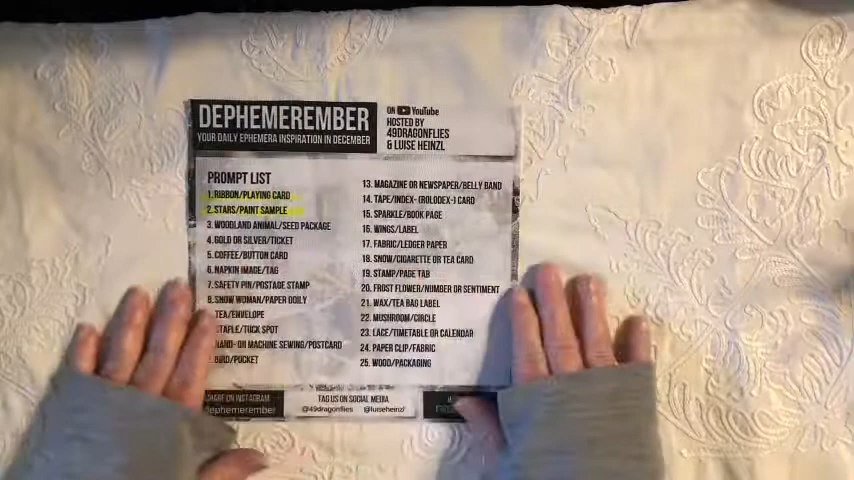 DEPHEMEREMBER
YOUR DAILY EPHEMERA INSPIRATION IN DECEMBER
ON YouTube
HOSTED BY
49DRAGONFLIES
& LUISE HEINZL
PROMPT LIST
1. RIBBON/PLAYING CARD
2. STARS/PAINT SAMPLE
3. WOODLAND ANIMAL/SEED PACKAGE
4. GOLD OR SILVER/TICKET
5. COFFEE/BUTTON CARD
6. NAPKIN IMAGE/TAG
7. SAFETY PIN/POSTAGE STAMP
8. SNOW WOMAN/PAPER DOILY
TEA/ENVELOPE
STAPLE/TUCK SPOT
HAND- OR MACHINE SEWING/POSTCARD
BIRD/POCKET
13. MAGAZINE OR NEWSPAPER/BELLY BAND
14. TAPE/INDEX- (ROLODEX-) CARD
15. SPARKLE/BOOK PAGE
16. WINGS/LABEL
17. FABRIC/LEDGER PAPER
18. SNOW/CIGARETTE OR TEA CARD
19. STAMP/PAGE TAB
20. FROST FLOWER/NUMBER OR SENTIMENT
21. WAX/TEA BAG LABEL
22. MUSHROOM/CIRCLE
23. LACE/TIMETABLE OR CALENDAR
24. PAPER CLIP/FABRIC
25. WOOD/PACKAGING
SHARE ON INSTAGRAM
dephemerember
TAG US ON SOCIAL MEDIA
@49dragonflies @luiseheinzl